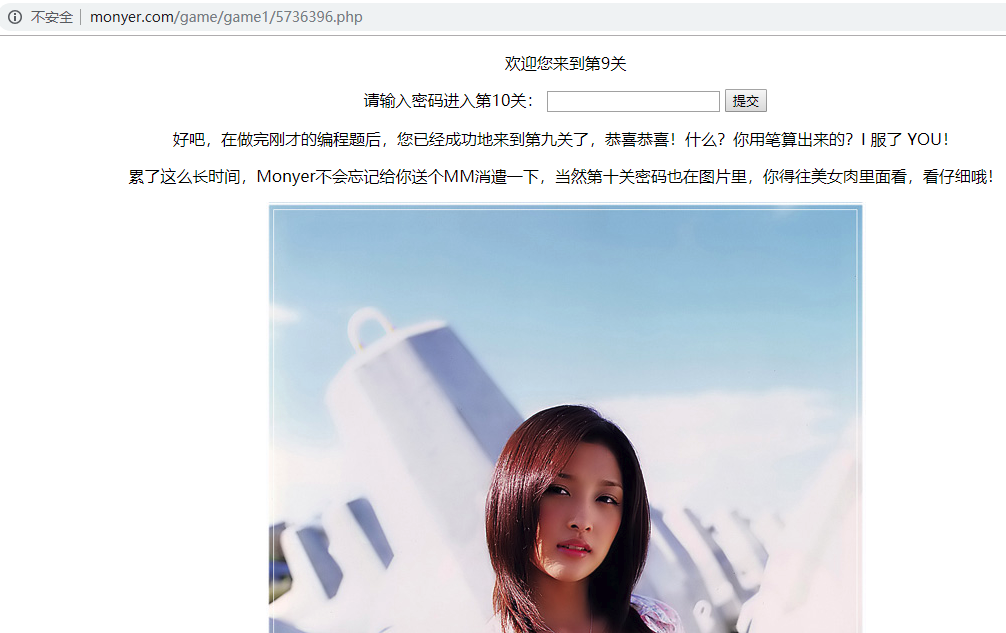 不安全 monyer.com/game/game1/5736396.php
欢迎您来到第9关
请输入密码进入第10关： 提交
好吧，在做完刚才的编程题后，您已经成功地来到第九关了，恭喜恭喜！什么？你用笔算出来的？I 服了 YOU！
累了这么长时间，Monyer不会忘记给你送个MM消遣一下，当然第十关密码也在图片里，你得往美女肉里面看，看仔细哦！